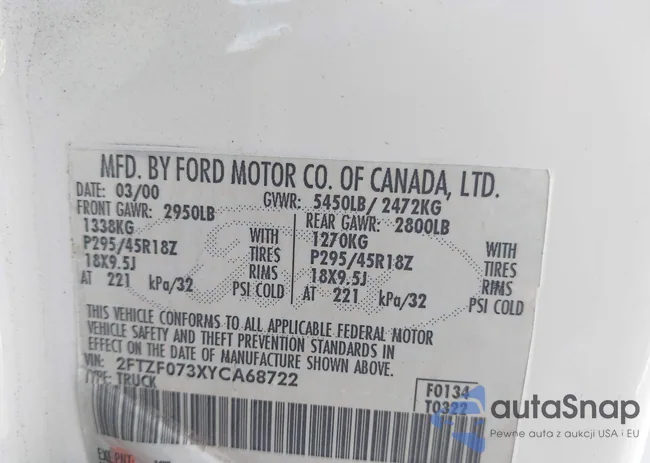 MFD. BY FORD MOTOR CO. OF CANADA, LTD.
DATE: 03/00 GVWR: 5450LB/ 2472KG
FRONT GAWR: 2950LB REAR GAWR: 2800LB
1338KG WITH 1270KG WITH
P295/45R18Z TIRES P295/45R18Z TIRES
18X9.5J RIMS 18X9.5J RIMS
AT 221 kPa/32 PSI COLD AT 221 kPa/32 PSI COLD
THIS VEHICLE CONFORMS TO ALL APPLICABLE FEDERAL MOTOR
VEHICLE SAFETY AND THEFT PREVENTION STANDARDS IN
EFFECT ON THE DATE OF MANUFACTURE SHOWN ABOVE.
VIN: 2FTZF073XYCA68722
TYPE: TRUCK
F0134
T0322
autaSnap
Pewne auta z aukcji USA i EU
EXT PNT: